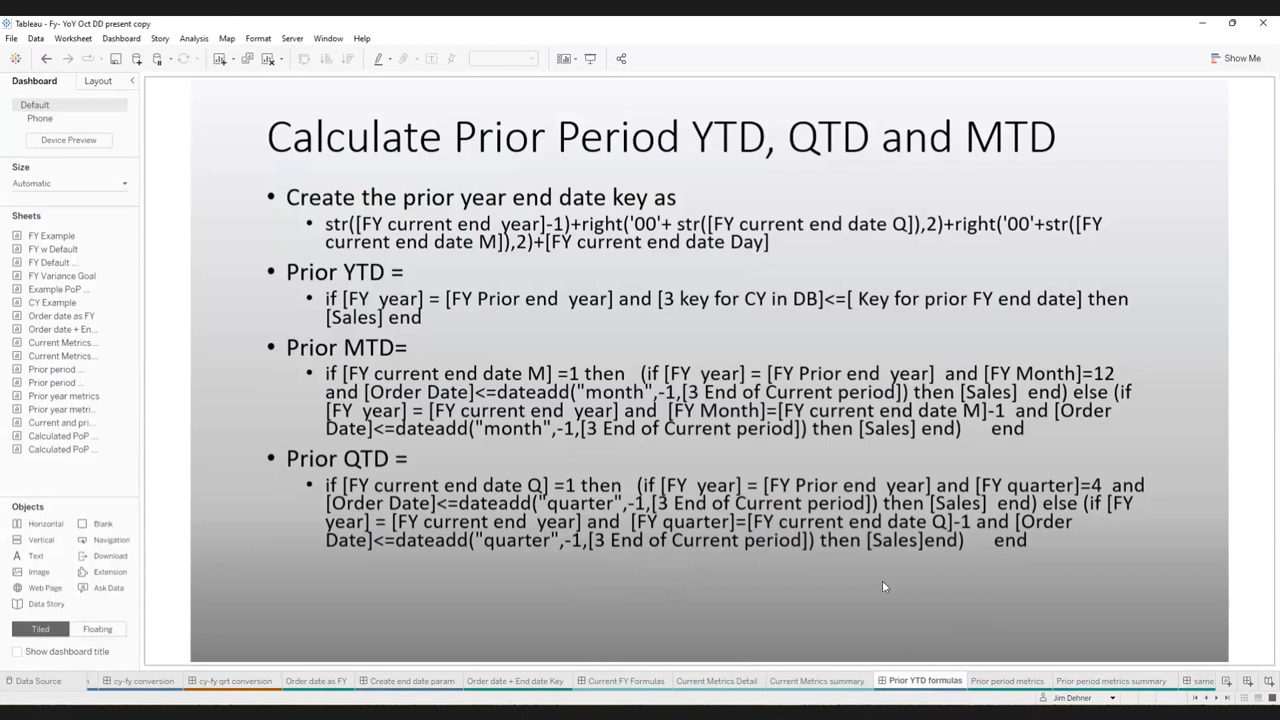 Tableau - Fy- YoY Oct DD present copy
File Data Worksheet Dashboard Story Analysis Map Format Server Window Help
Show Me
Dashboard Layout
Default
Phone
Device Preview
Size
Automatic
Sheets
FY Example
FY w Default
FY Default ...
FY Variance Goal
Example PoP ...
CY Example
Order date as FY
Order date + En...
Current Metrics...
Current Metrics...
Prior period ...
Prior period ...
Prior year metrics
Prior year metri..
Current and pri...
Calculated PoP ...
Calculated PoP ...
Objects
Horizontal Blank
Vertical Navigation
Text Download
Image Extension
Web Page Ask Data
Data Story
Tiled Floating
Show dashboard title
Calculate Prior Period YTD, QTD and MTD
• Create the prior year end date key as
• str([FY current end year]-1)+right('00'+ str([FY current end date Q]),2)+right('00'+str([FY
current end date M]),2)+[FY current end date Day]
• Prior YTD =
• if [FY year] = [FY Prior end year] and [3 key for CY in DB]<=[ Key for prior FY end date] then
[Sales] end
• Prior MTD=
• if [FY current end date M] =1 then (if [FY year] = [FY Prior end year] and [FY Month]=12
and [Order Date]<=dateadd("month",-1,[3 End of Current period]) then [Sales] end) else (if
[FY year] = [FY current end year] and [FY Month]=[FY current end date M]-1 and [Order
Date]<=dateadd("month",-1,[3 End of Current period]) then [Sales] end) end
• Prior QTD =
• if [FY current end date Q] =1 then (if [FY year] = [FY Prior end year] and [FY quarter]=4 and
[Order Date]<=dateadd("quarter",-1,[3 End of Current period]) then [Sales] end) else (if [FY
year] = [FY current end year] and [FY quarter]=[FY current end date Q]-1 and [Order
Date]<=dateadd("quarter",-1,[3 End of Current period]) then [Sales]end) end
Data Source cy-fy conversion cy-fy qrt conversion Order date as FY Create end date param Order date + End date Key Current FY Formulas Current Metrics Detail Current Metrics summary Prior YTD formulas Prior period metrics Prior period metrics summary same
Jim Dehner